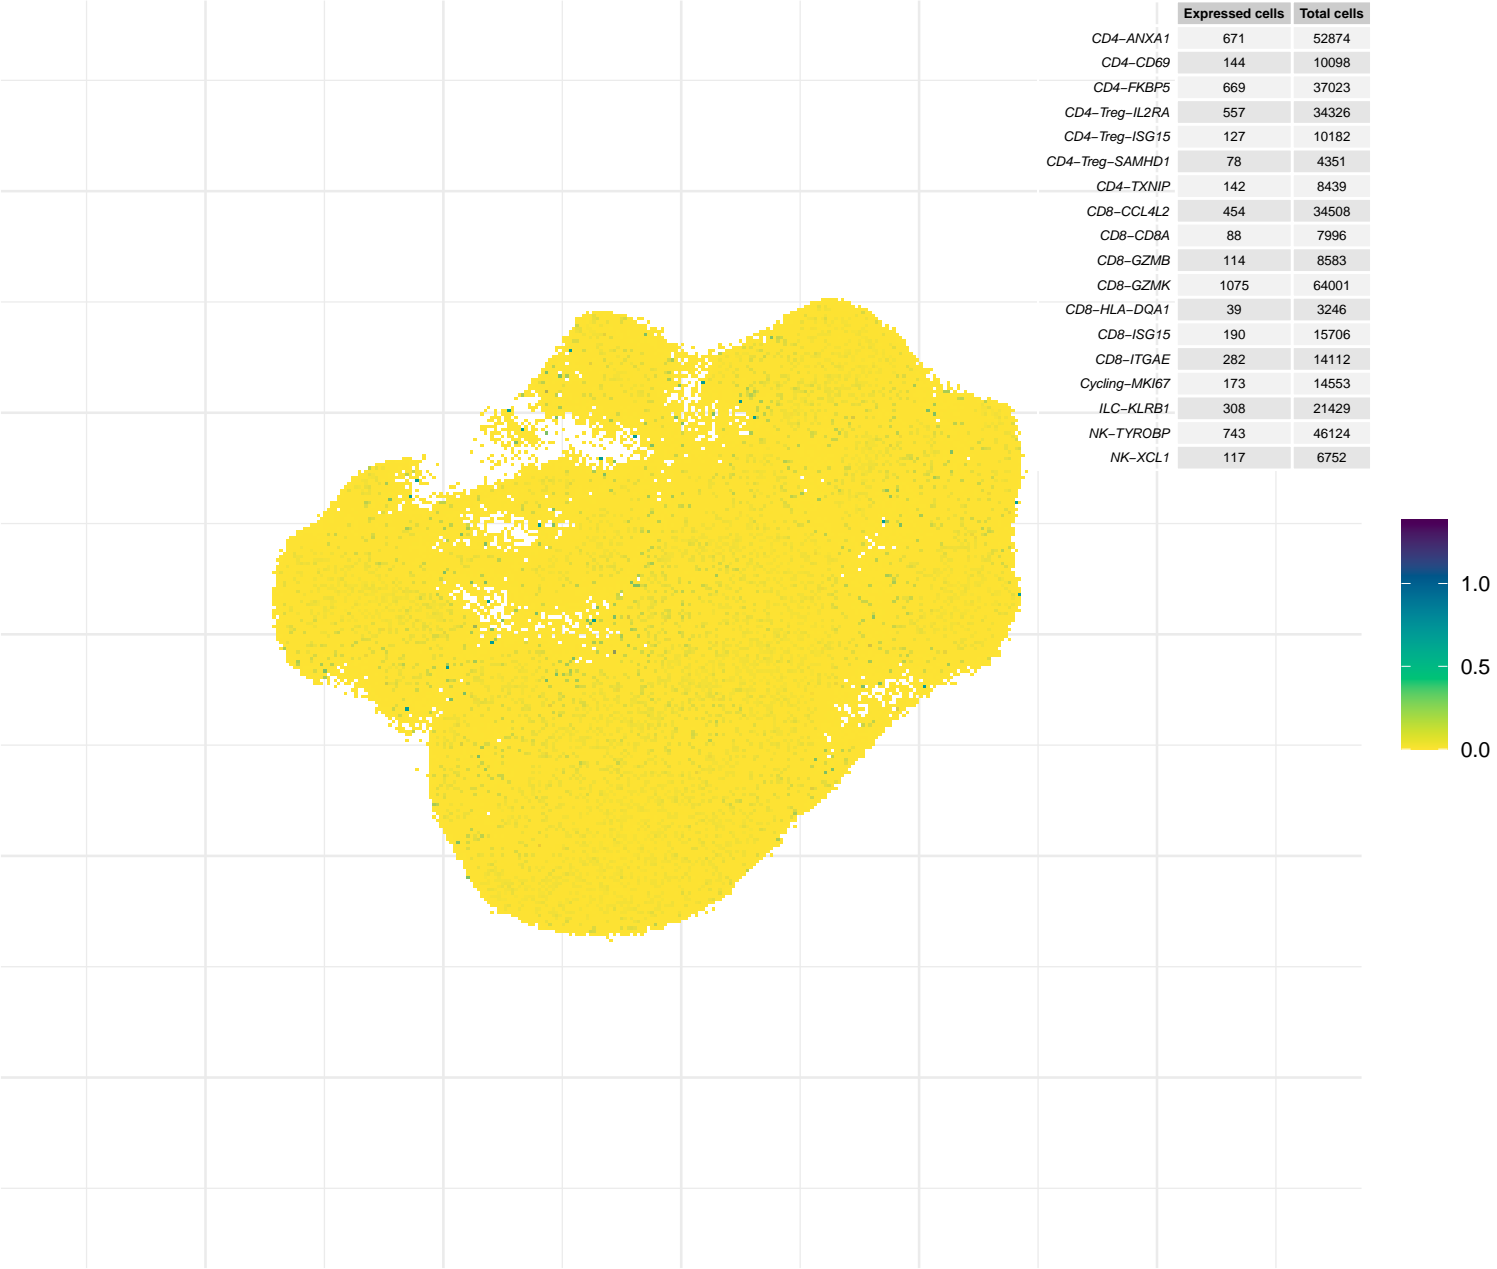 Expressed cells Total cells
CD4−ANXA1 671 52874
CD4−CD69 144 10098
CD4−FKBP5 669 37023
CD4−Treg−IL2RA 557 34326
CD4−Treg−ISG15 127 10182
CD4−Treg−SAMHD1 78 4351
CD4−TXNIP 142 8439
CD8−CCL4L2 454 34508
CD8−CD8A 88 7996
CD8−GZMB 114 8583
CD8−GZMK 1075 64001
CD8−HLA−DQA1 39 3246
CD8−ISG15 190 15706
CD8−ITGAE 282 14112
Cycling−MKI67 173 14553
ILC−KLRB1 308 21429
NK−TYROBP 743 46124
NK−XCL1 117 6752
1.0
0.5
0.0